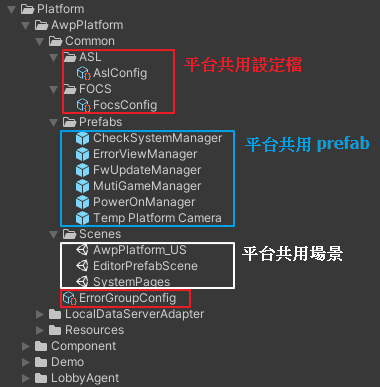 Platform
AwpPlatform
Common
ASL
平台共用設定檔
AslConfig
FOCS
FocsConfig
Prefabs
CheckSystemManager
平台共用 prefab
ErrorViewManager
FwUpdateManager
MutiGameManager
PowerOnManager
Temp Platform Camera
Scenes
AwpPlatform_US
平台共用場景
EditorPrefabScene
SystemPages
ErrorGroupConfig
LocalDataServerAdapter
Resources
Component
Demo
LobbyAgent